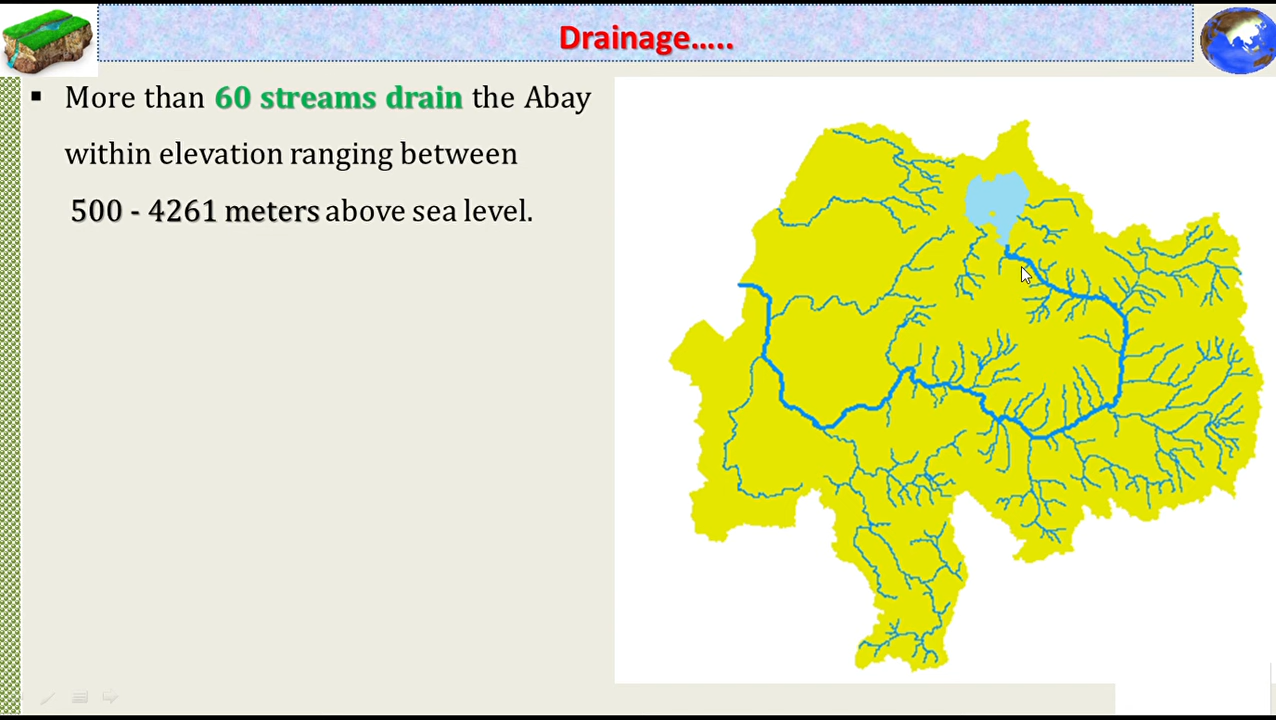 Drainage…..
▪ More than 60 streams drain the Abay
within elevation ranging between
500 - 4261 meters above sea level.